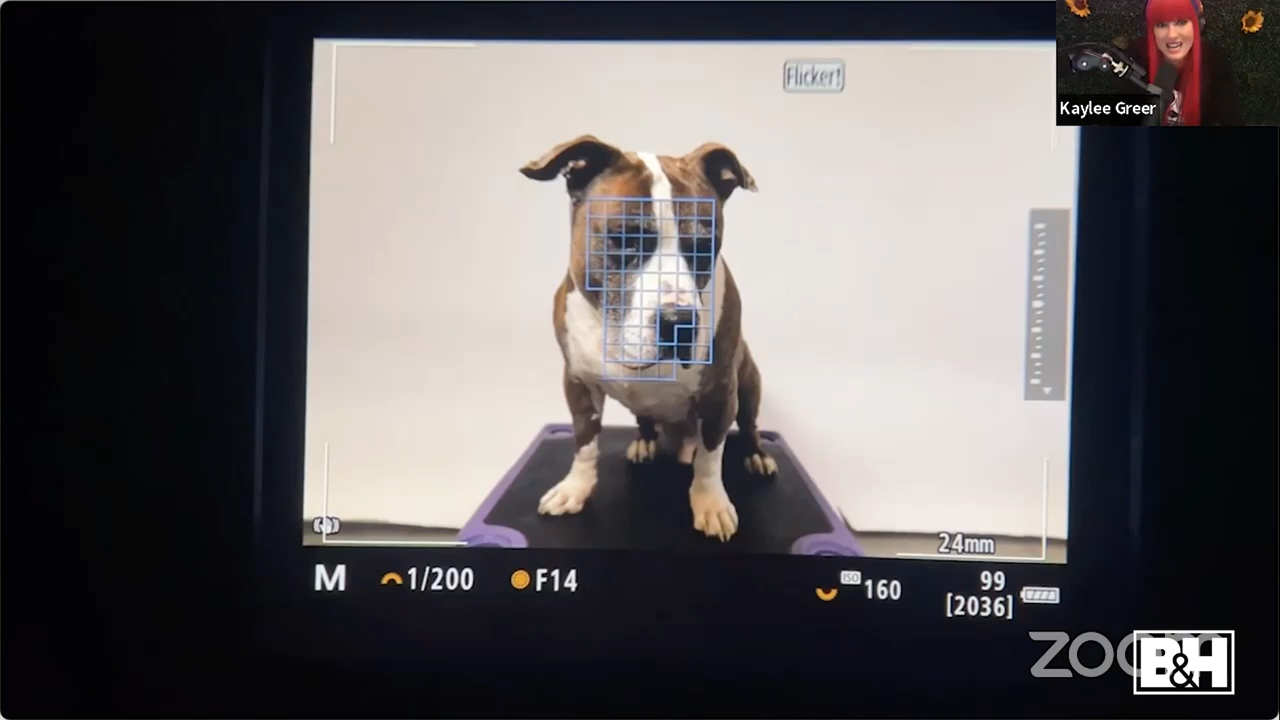 Flicker!
Kaylee Greer
24mm
M 1/200 F14 ISO 160 99
[2036]
zoom
B&H